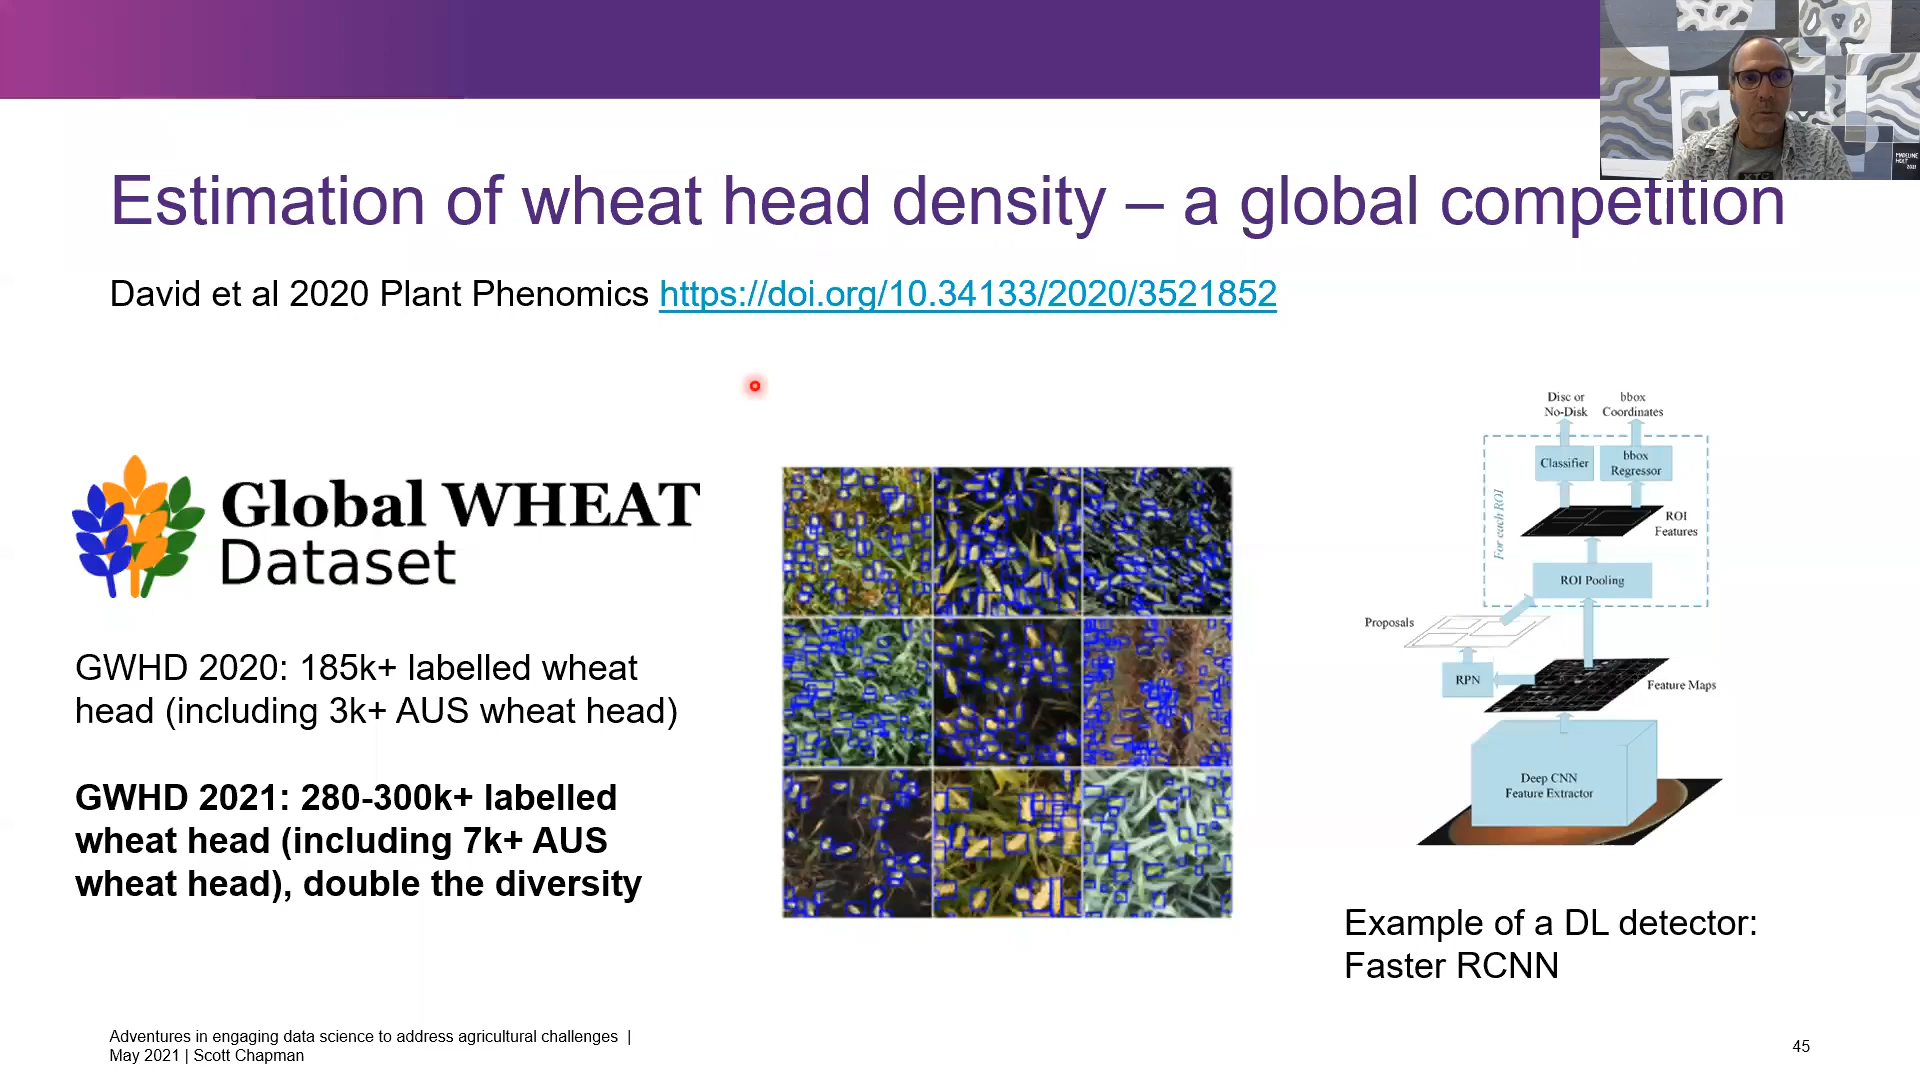 Estimation of wheat head density – a global competition
David et al 2020 Plant Phenomics https://doi.org/10.34133/2020/3521852
Global WHEAT
Dataset
GWHD 2020: 185k+ labelled wheat
head (including 3k+ AUS wheat head)
GWHD 2021: 280-300k+ labelled
wheat head (including 7k+ AUS
wheat head), double the diversity
Disc or
No-Disk
bbox
Coordinates
Classifier
bbox
Regressor
For each ROI
ROI
Features
ROI Pooling
Proposals
RPN
Feature Maps
Deep CNN
Feature Extractor
Example of a DL detector:
Faster RCNN
Adventures in engaging data science to address agricultural challenges |
May 2021 | Scott Chapman
45
MADELINE
2021